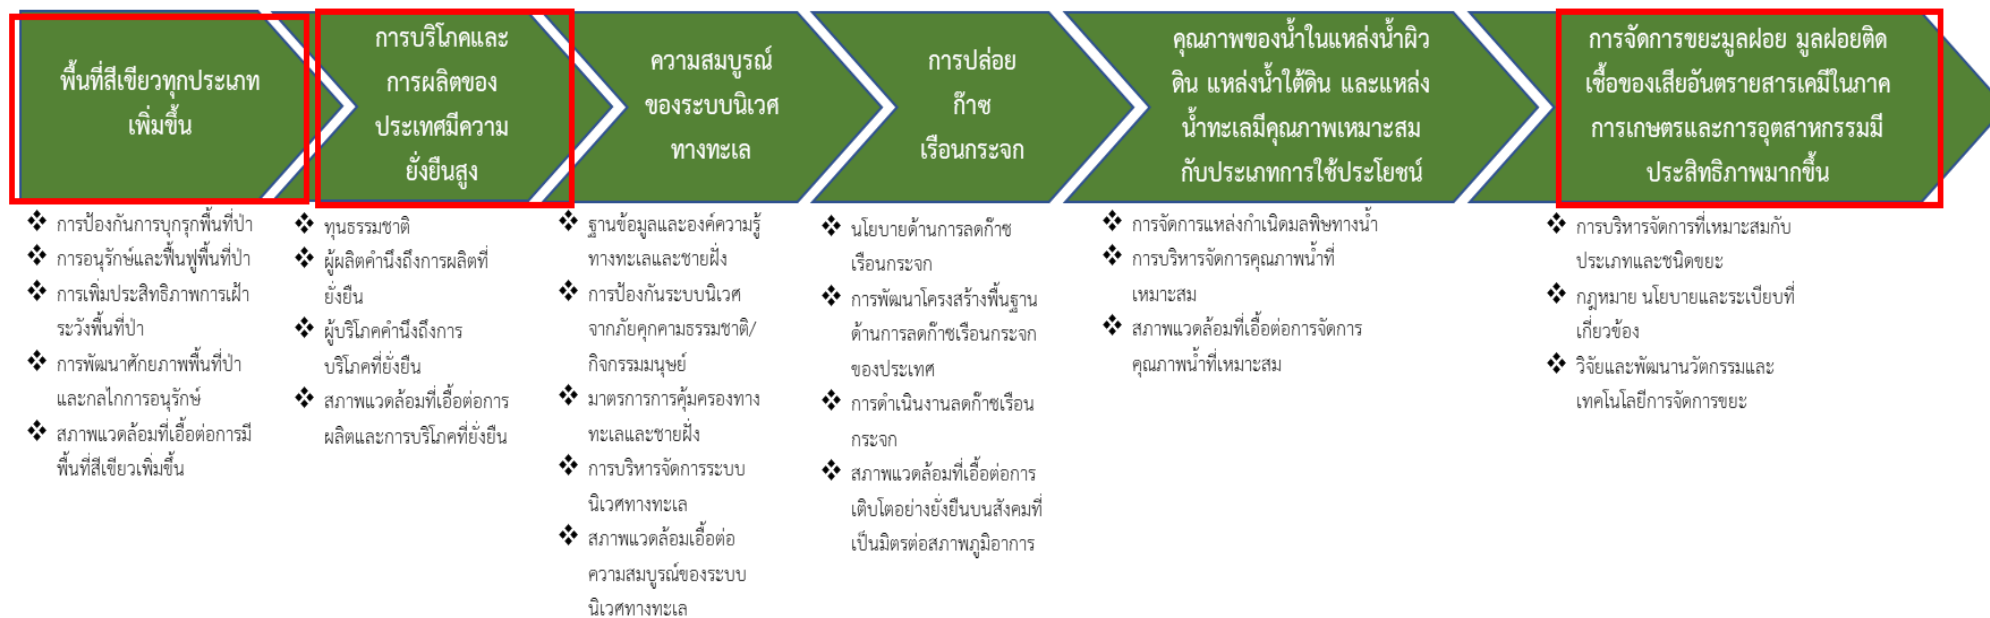 พื้นที่สีเขียวทุกประเภท
เพิ่มขึ้น
การบริโภคและ
การผลิตของ
ประเทศมีความ
ยั่งยืนสูง
ความสมบูรณ์
ของระบบนิเวศ
ทางทะเล
การปล่อย
ก๊าซ
เรือนกระจก
คุณภาพของน้ำในแหล่งน้ำผิว
ดิน แหล่งน้ำใต้ดิน และแหล่ง
น้ำทะเลมีคุณภาพเหมาะสม
กับประเภทการใช้ประโยชน์
การจัดการขยะมูลฝอย มูลฝอยติด
เชื้อของเสียอันตรายสารเคมีในภาค
การเกษตรและการอุตสาหกรรมมี
ประสิทธิภาพมากขึ้น
❖ การป้องกันการบุกรุกพื้นที่ป่า
❖ การอนุรักษ์และฟื้นฟูพื้นที่ป่า
❖ การเพิ่มประสิทธิภาพการเฝ้า
ระวังพื้นที่ป่า
❖ การพัฒนาศักยภาพพื้นที่ป่า
และกลไกการอนุรักษ์
❖ สภาพแวดล้อมที่เอื้อต่อการมี
พื้นที่สีเขียวเพิ่มขึ้น
❖ ทุนธรรมชาติ
❖ ผู้ผลิตคำนึงถึงการผลิตที่
ยั่งยืน
❖ ผู้บริโภคคำนึงถึงการ
บริโภคที่ยั่งยืน
❖ สภาพแวดล้อมที่เอื้อต่อการ
ผลิตและการบริโภคที่ยั่งยืน
❖ ฐานข้อมูลและองค์ความรู้
ทางทะเลและชายฝั่ง
❖ การป้องกันระบบนิเวศ
จากภัยคุกคามธรรมชาติ/
กิจกรรมมนุษย์
❖ มาตรการการคุ้มครองทาง
ทะเลและชายฝั่ง
❖ การบริหารจัดการระบบ
นิเวศทางทะเล
❖ สภาพแวดล้อมเอื้อต่อ
ความสมบูรณ์ของระบบ
นิเวศทางทะเล
❖ นโยบายด้านการลดก๊าซ
เรือนกระจก
❖ การพัฒนาโครงสร้างพื้นฐาน
ด้านการลดก๊าซเรือนกระจก
ของประเทศ
❖ การดำเนินงานลดก๊าซเรือน
กระจก
❖ สภาพแวดล้อมที่เอื้อต่อการ
เติบโตอย่างยั่งยืนบนสังคมที่
เป็นมิตรต่อสภาพภูมิอาการ
❖ การจัดการแหล่งกำเนิดมลพิษทางน้ำ
❖ การบริหารจัดการคุณภาพน้ำที่
เหมาะสม
❖ สภาพแวดล้อมที่เอื้อต่อการจัดการ
คุณภาพน้ำที่เหมาะสม
❖ การบริหารจัดการที่เหมาะสมกับ
ประเภทและชนิดขยะ
❖ กฎหมาย นโยบายและระเบียบที่
เกี่ยวข้อง
❖ วิจัยและพัฒนานวัตกรรมและ
เทคโนโลยีการจัดการขยะ